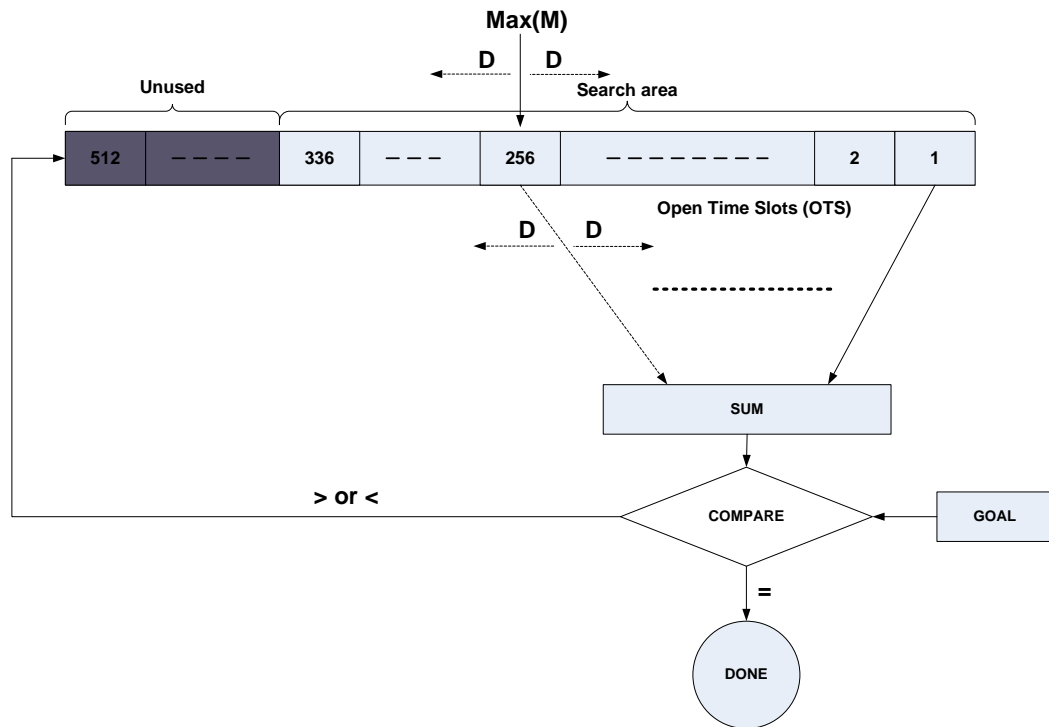 Max(M)
D D
Unused
Search area
512 336 256 2 1
Open Time Slots (OTS)
D D
SUM
> or <
COMPARE
GOAL
=
DONE